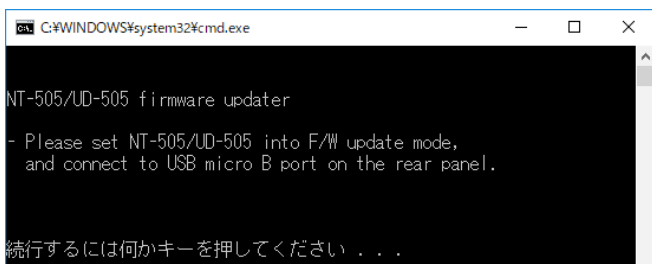 C:¥WINDOWS¥system32¥cmd.exe
NT-505/UD-505 firmware updater
- Please set NT-505/UD-505 into F/W update mode,
and connect to USB micro B port on the rear panel.
続行するには何かキーを押してください . . .